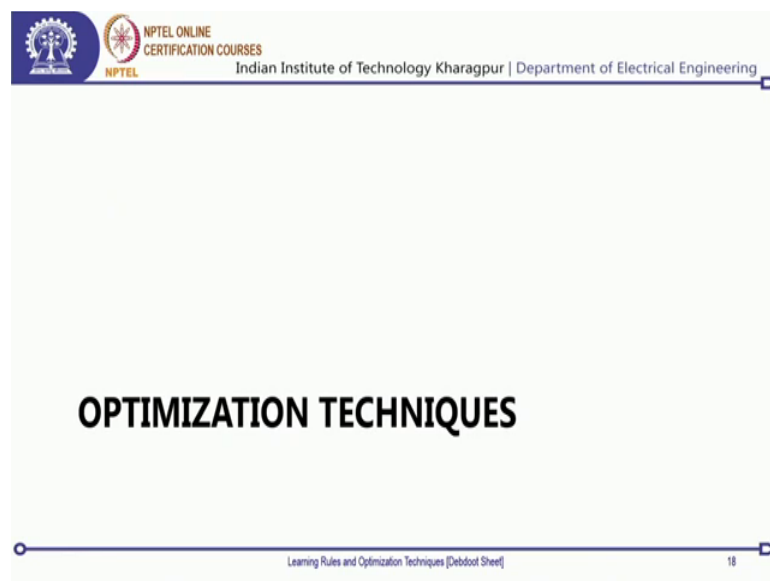 NPTEL ONLINE
CERTIFICATION COURSES
NPTEL
Indian Institute of Technology Kharagpur | Department of Electrical Engineering
OPTIMIZATION TECHNIQUES
Learning Rules and Optimization Techniques [Debdoot Sheet]
18